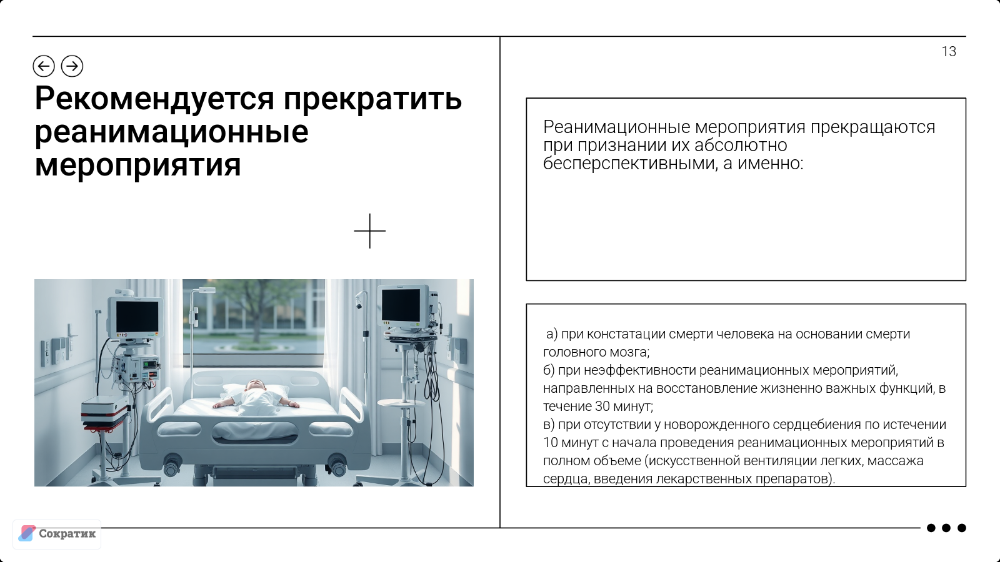 13
Рекомендуется прекратить
реанимационные
мероприятия
Реанимационные мероприятия прекращаются
при признании их абсолютно
бесперспективными, а именно:
а) при констатации смерти человека на основании смерти
головного мозга;
б) при неэффективности реанимационных мероприятий,
направленных на восстановление жизненно важных функций, в
течение 30 минут;
в) при отсутствии у новорожденного сердцебиения по истечении
10 минут с начала проведения реанимационных мероприятий в
полном объеме (искусственной вентиляции легких, массажа
сердца, введения лекарственных препаратов).
Сократик